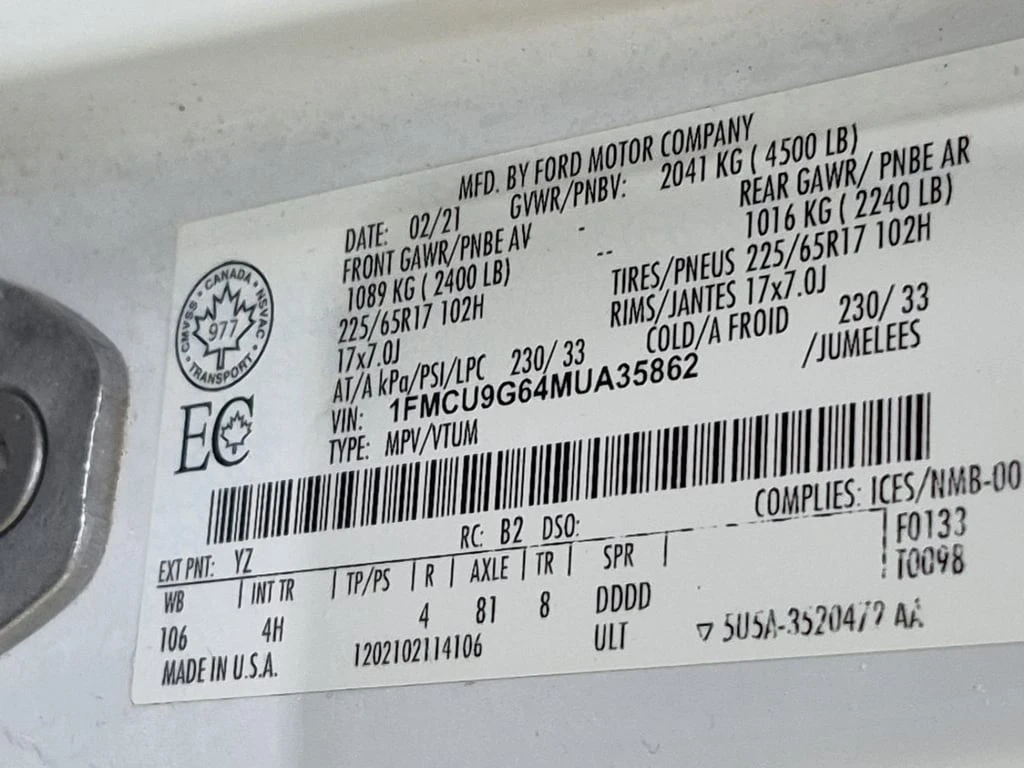 MFD. BY FORD MOTOR COMPANY
DATE: 02/21 GVWR/PNBV: 2041 KG ( 4500 LB)
FRONT GAWR/PNBE AV - REAR GAWR/ PNBE AR
1089 KG ( 2400 LB) -- 1016 KG ( 2240 LB)
225/65R17 102H TIRES/PNEUS 225/65R17 102H
17x7.0J RIMS/JANTES 17x7.0J
AT/A kPa/PSI/LPC 230/ 33 COLD/A FROID 230/ 33
VIN: 1FMCU9G64MUA35862 /JUMELEES
TYPE: MPV/VTUM
CANADA
CMVSS NSVAC
977
TRANSPORT
EC
COMPLIES: ICES/NMB-00
EXT PNT: YZ RC: B2 DSO: F0133
WB INT TR TP/PS R AXLE TR SPR T0098
106 4H 4 81 8 DDDD
MADE IN U.S.A. 1202102114106 ULT ▽ 5U5A-3520472 AA